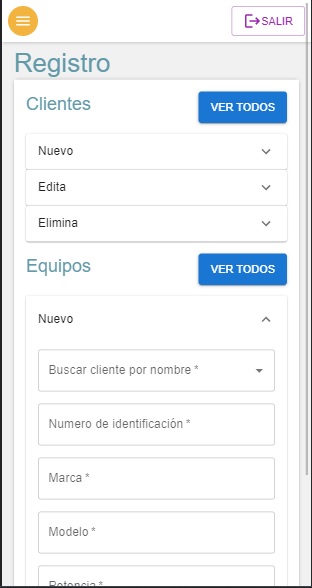 SALIR
Registro
Clientes
VER TODOS
Nuevo
Edita
Elimina
Equipos
VER TODOS
Nuevo
Buscar cliente por nombre *
Numero de identificación *
Marca *
Modelo *
Potencia *